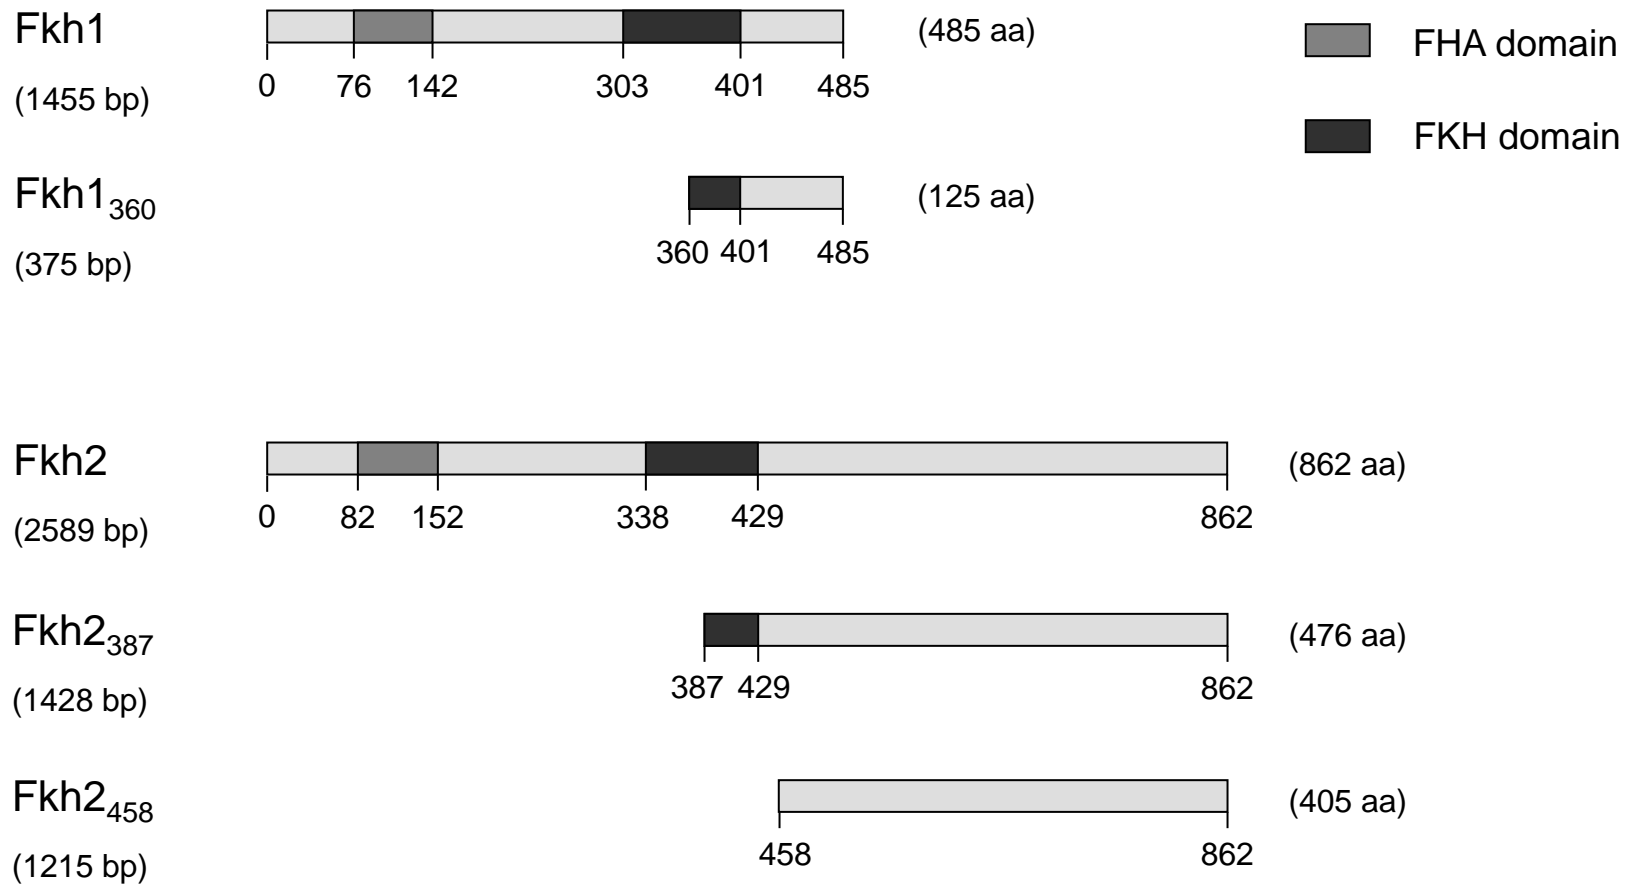 Fkh1 (485 aa) FHA domain
0 76 142 303 401 485
(1455 bp)
FKH domain
Fkh1360 (125 aa)
360 401 485
(375 bp)
Fkh2 (862 aa)
0 82 152 338 429 862
(2589 bp)
Fkh2387 (476 aa)
387 429 862
(1428 bp)
Fkh2458 (405 aa)
458 862
(1215 bp)